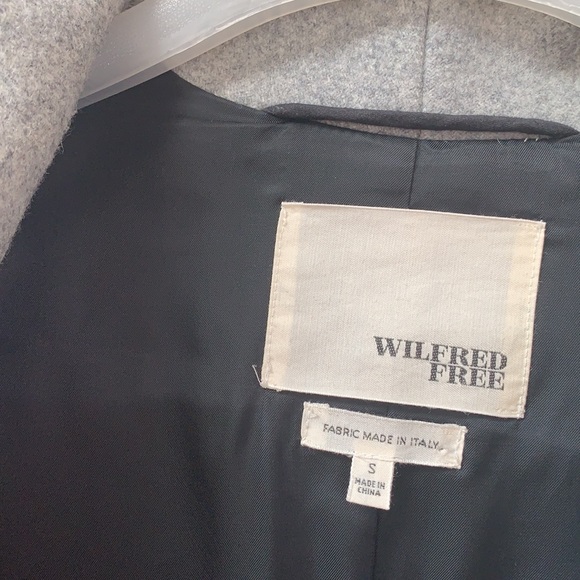 WILFRED
FREE
FABRIC MADE IN ITALY
S
MADE IN
CHINA